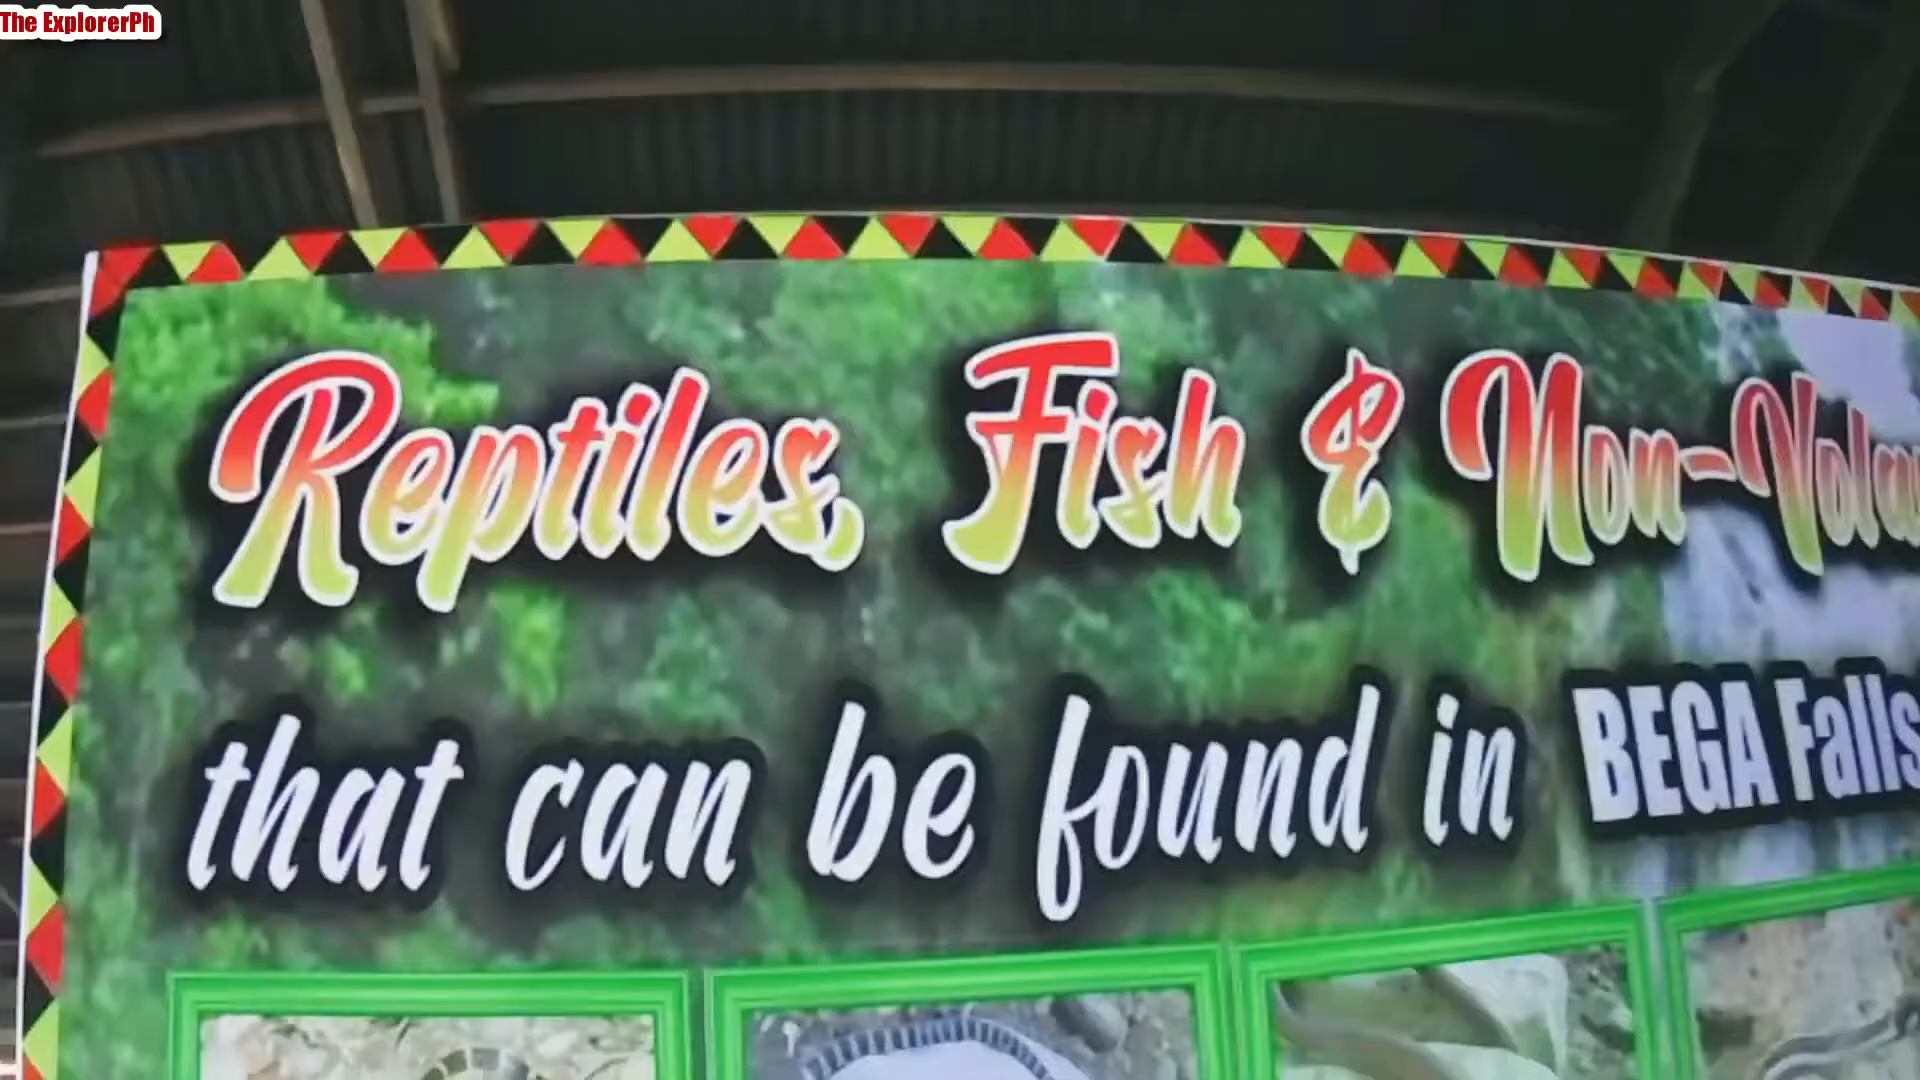 The ExplorerPh
Reptiles, Fish & Non-
that can be found in BEGA Falls